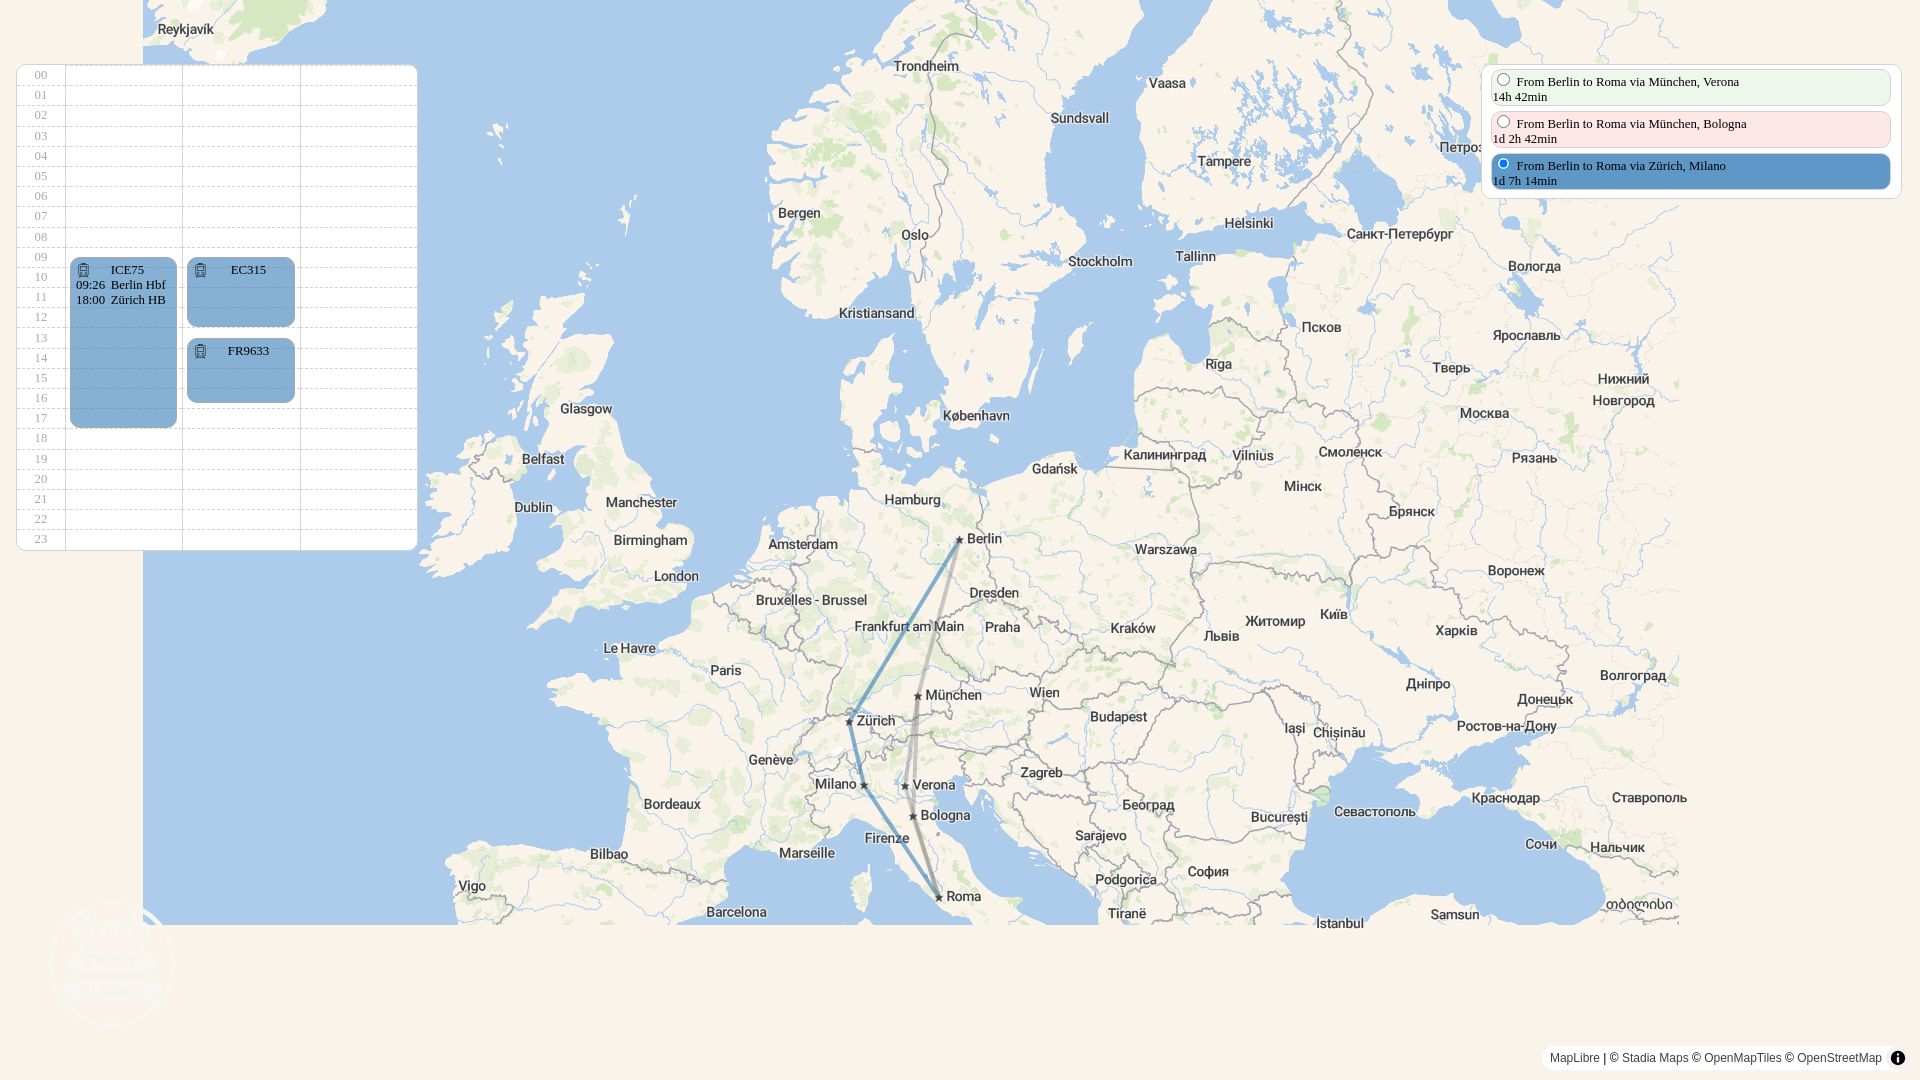 00
01
02
03
04
05
06
07
08
09
10
11
12
13
14
15
16
17
18
19
20
21
22
23
ICE75
09:26 Berlin Hbf
18:00 Zürich HB
EC315
FR9633
From Berlin to Roma via München, Verona
14h 42min
From Berlin to Roma via München, Bologna
1d 2h 42min
From Berlin to Roma via Zürich, Milano
1d 7h 14min
Reykjavík
Trondheim
Vaasa
Sundsvall
Tampere
Bergen
Helsinki
Oslo
Санкт-Петербург
Tallinn
Stockholm
Вологда
Kristiansand
Псков
Ярославль
Rīga
Тверь
Нижний
Новгород
Glasgow
København
Москва
Смоленск
Калининград
Vilnius
Рязань
Belfast
Gdańsk
Мінск
Hamburg
Manchester
Dublin
Брянск
Birmingham
Amsterdam
Berlin
Warszawa
Воронеж
London
Dresden
Bruxelles - Brussel
Київ
Житомир
Frankfurt am Main
Praha
Kraków
Львів
Харків
Le Havre
Paris
Волгоград
Дніпро
München
Wien
Донецьк
Zürich
Budapest
Iași
Chișinău
Ростов-на-Дону
Genève
Zagreb
Milano
Verona
Bordeaux
Београд
Краснодар
Ставрополь
Bologna
București
Севастополь
Firenze
Sarajevo
Bilbao
Marseille
Сочи
Нальчик
Vigo
Podgorica
София
Roma
Barcelona
Tiranë
Samsun
İstanbul
თბილისი
MapLibre | © Stadia Maps © OpenMapTiles © OpenStreetMap